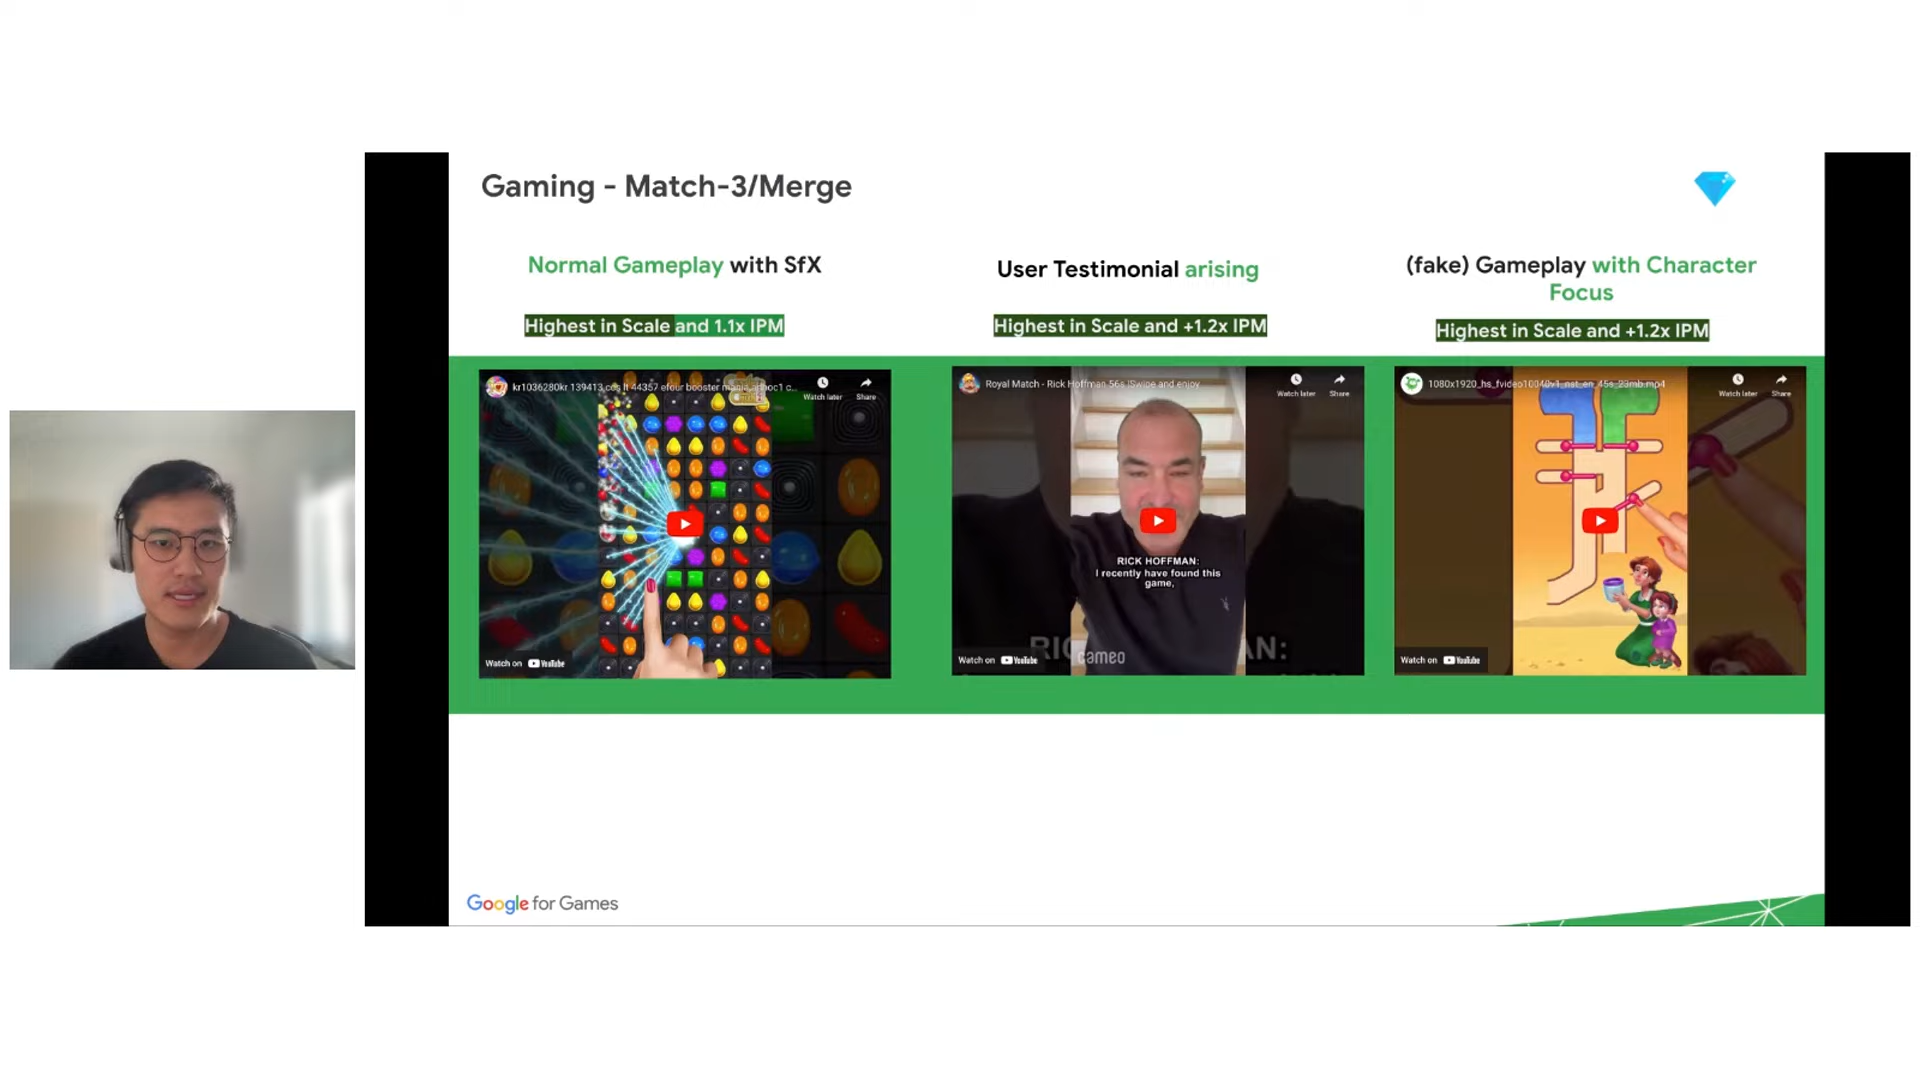 Gaming - Match-3/Merge
Normal Gameplay with SfX
Highest in Scale and 1.1x IPM
User Testimonial arising
Highest in Scale and +1.2x IPM
(fake) Gameplay with Character
Focus
Highest in Scale and +1.2x IPM
Watch later
Share
Watch on YouTube
Royal Match - Rick Hoffman 56s Swipe and enjoy
Watch later
Share
RICK HOFFMAN:
I recently have found this
game,
cameo
Watch on YouTube
Watch later
Share
Watch on YouTube
Google for Games